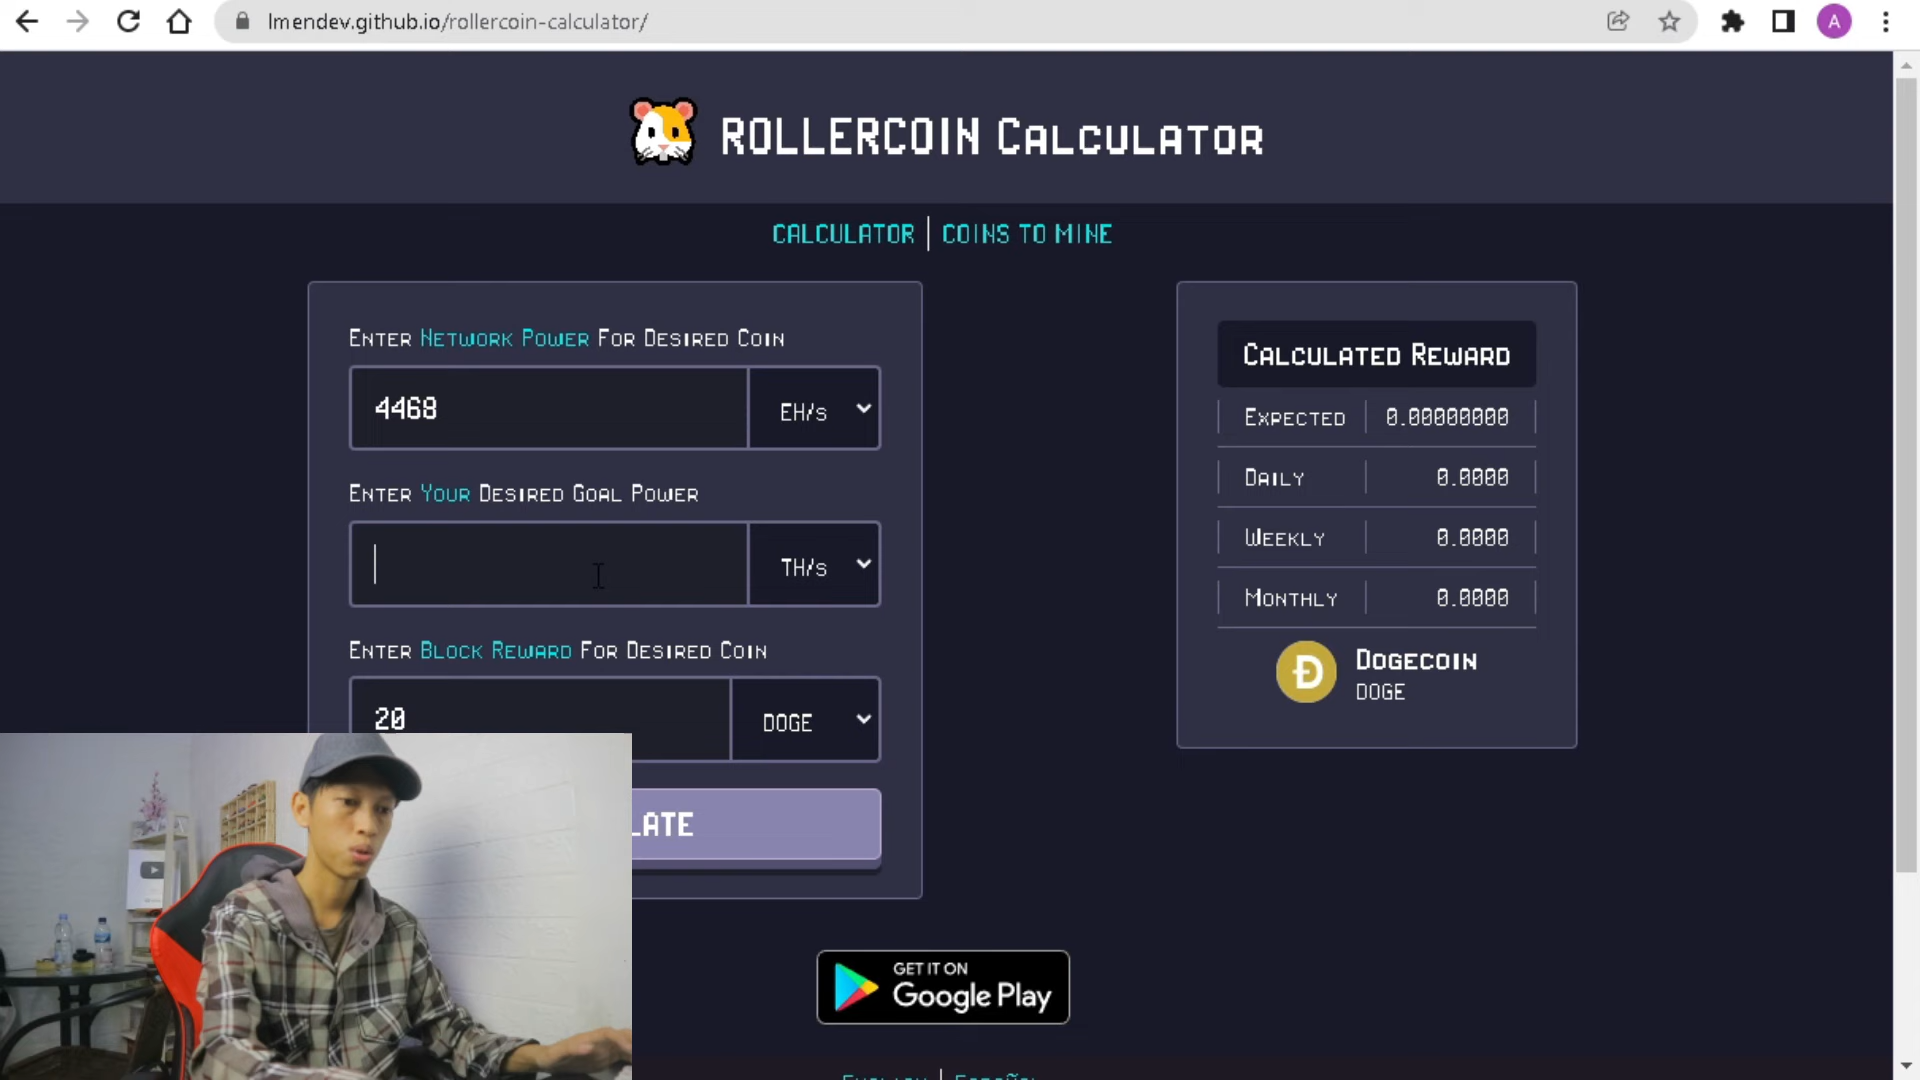 lmendev.github.io/rollercoin-calculator/
A
ROLLERCOIN Calculator
CALCULATOR | COINS TO MINE
Enter Network Power For Desired Coin
4468 EH/s
Enter Your Desired Goal Power
TH/s
Enter Block Reward For Desired Coin
20 DOGE
LATE
Calculated Reward
Expected 0.00000000
Daily 0.0000
Weekly 0.0000
Monthly 0.0000
Dogecoin
DOGE
GET IT ON
Google Play